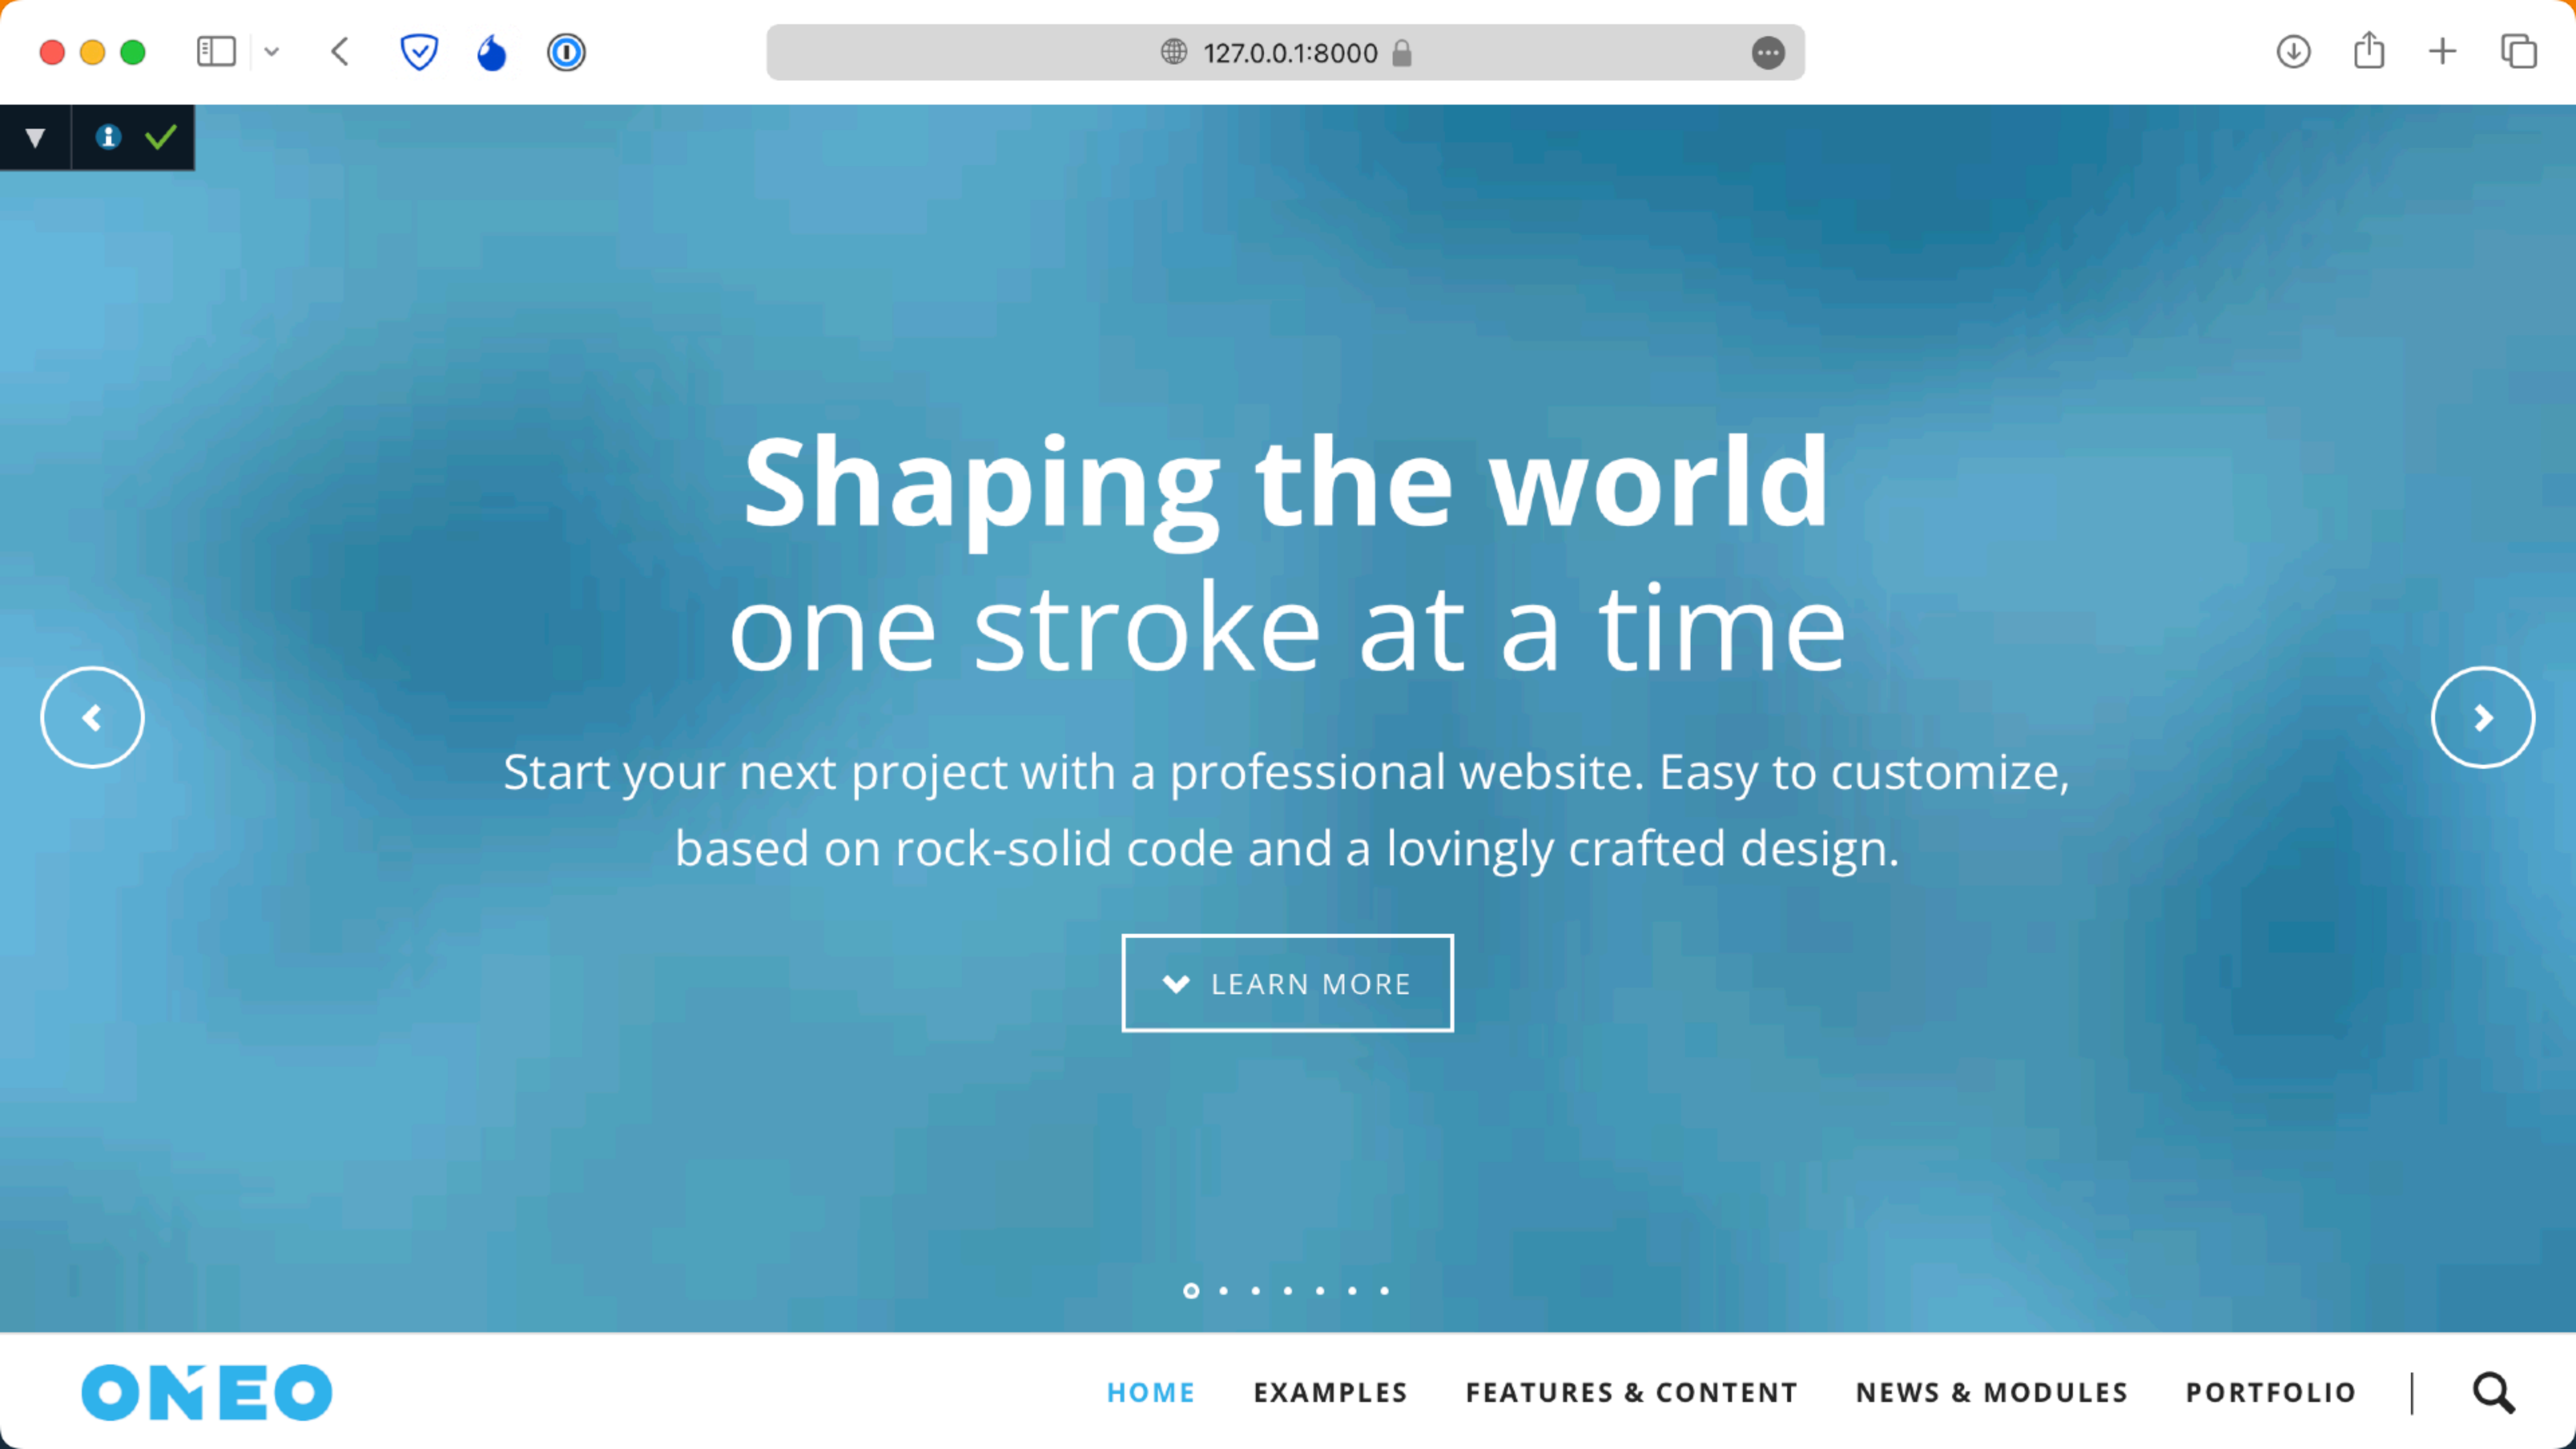 127.0.0.1:8000
Shaping the world
one stroke at a time
Start your next project with a professional website. Easy to customize,
based on rock-solid code and a lovingly crafted design.
LEARN MORE
ONEO
HOME EXAMPLES FEATURES & CONTENT NEWS & MODULES PORTFOLIO